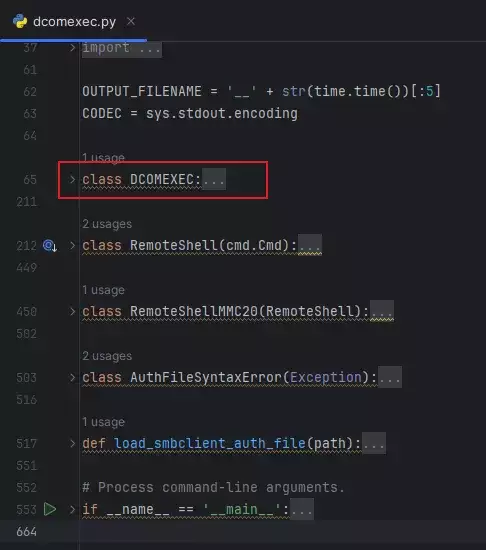 dcomexec.py ×
37 import ...
61
62 OUTPUT_FILENAME = '__' + str(time.time())[:5]
63 CODEC = sys.stdout.encoding
64
1 usage
65 class DCOMEXEC:...
211
2 usages
212 class RemoteShell(cmd.Cmd):...
449
1 usage
450 class RemoteShellMMC20(RemoteShell):...
502
2 usages
503 class AuthFileSyntaxError(Exception):...
516
1 usage
517 def load_smbclient_auth_file(path):...
551
552 # Process command-line arguments.
553 if __name__ == '__main__':...
664